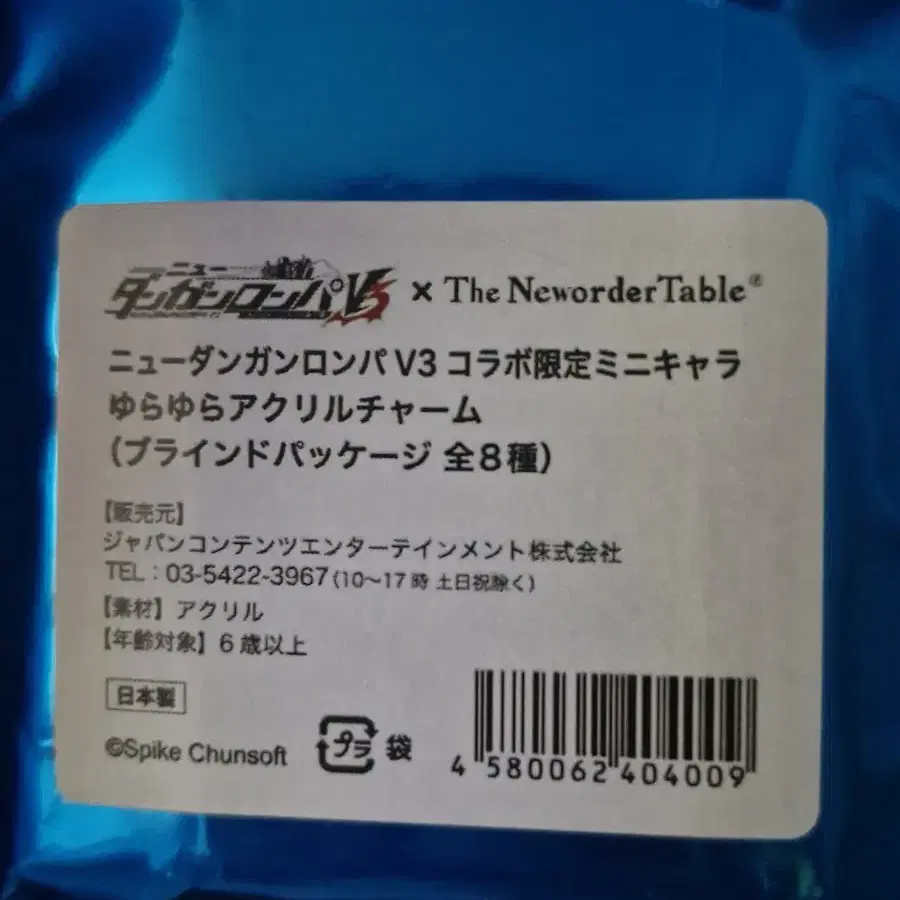 ニュー
ダンガンロンパV3 × The NeworderTable®
ニューダンガンロンパ V3 コラボ限定ミニキャラ
ゆらゆらアクリルチャーム
（ブラインドパッケージ 全8種）
【販売元】
ジャパンコンテンツエンターテインメント株式会社
TEL：03-5422-3967(10〜17時 土日祝除く)
【素材】アクリル
【年齢対象】6歳以上
日本製
©Spike Chunsoft
プラ 袋
4 580062 404009